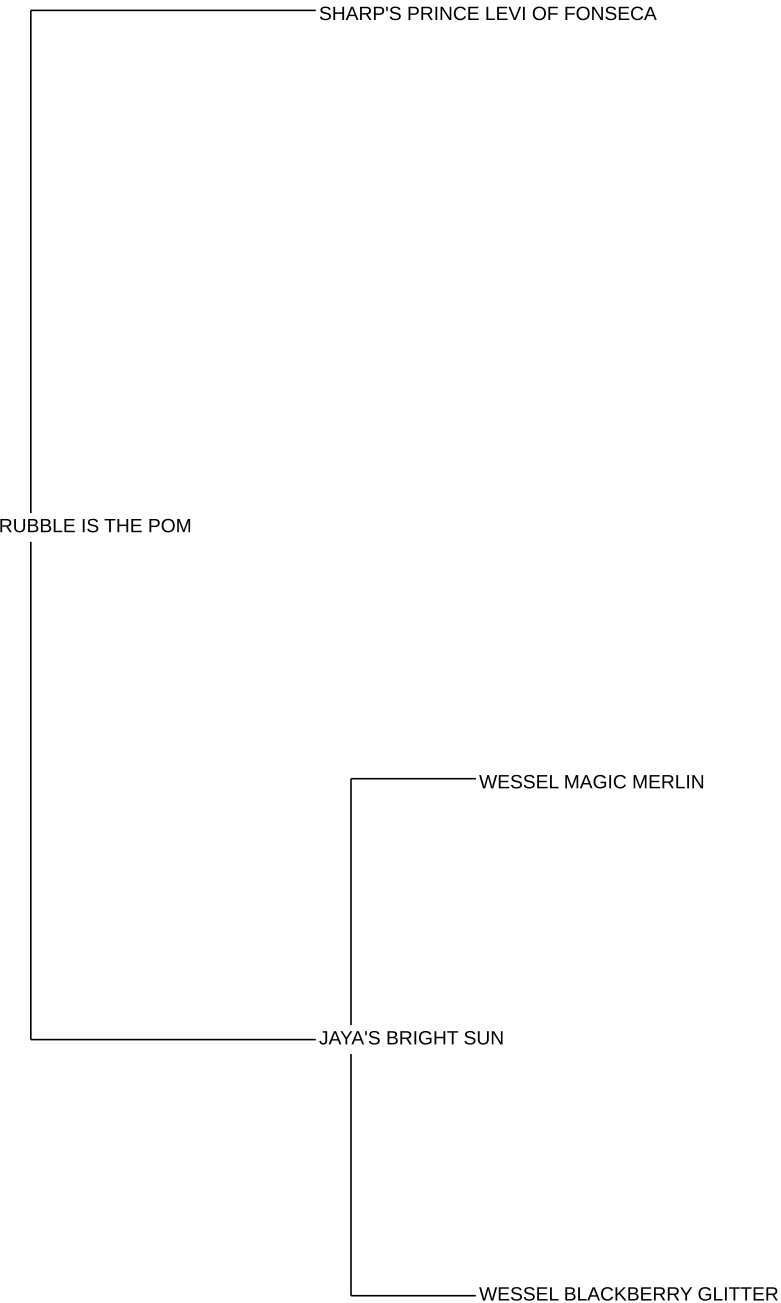 SHARP'S PRINCE LEVI OF FONSECA
RUBBLE IS THE POM
WESSEL MAGIC MERLIN
JAYA'S BRIGHT SUN
WESSEL BLACKBERRY GLITTER